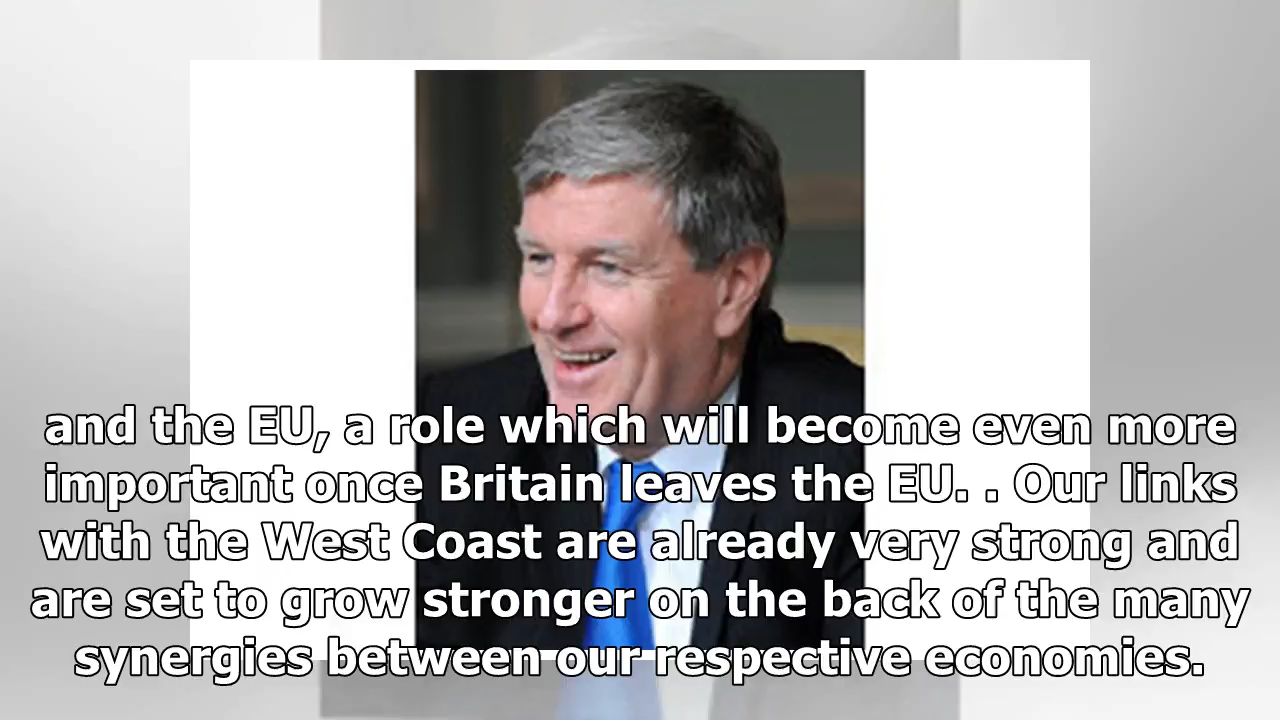 and the EU, a role which will become even more
important once Britain leaves the EU. . Our links
with the West Coast are already very strong and
are set to grow stronger on the back of the many
synergies between our respective economies.